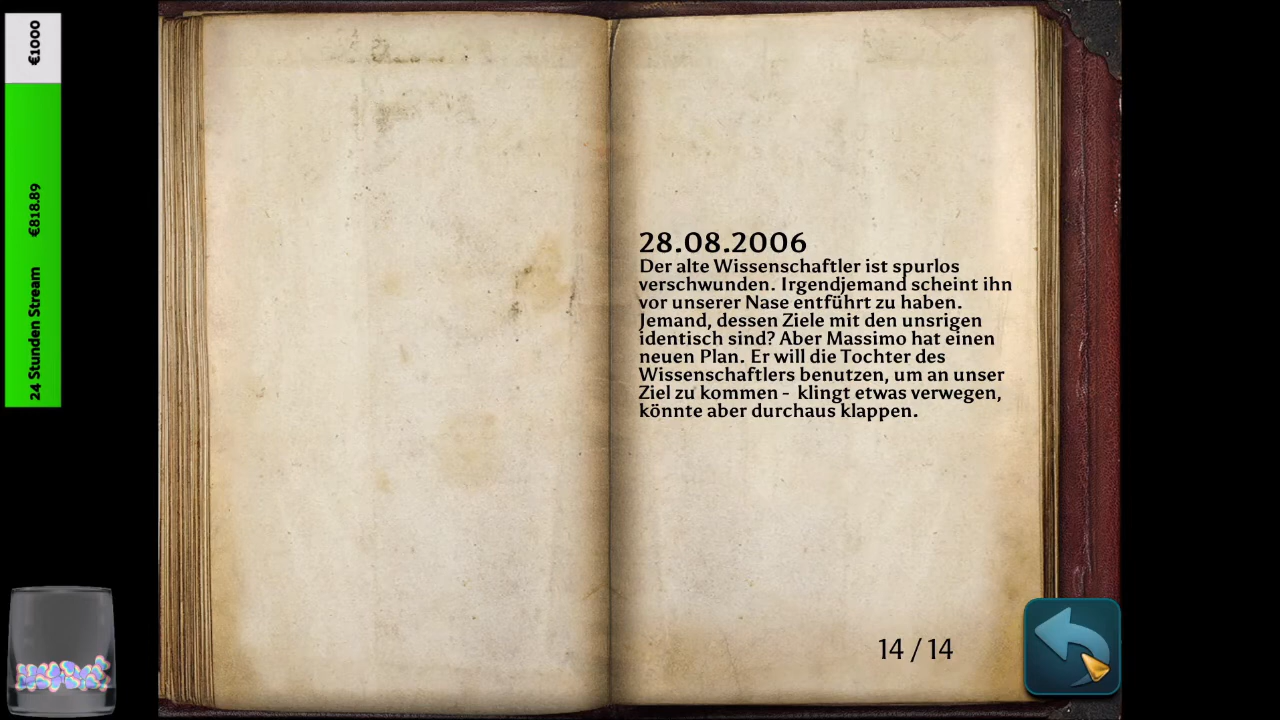 €1000
24 Stunden Stream €818.89
28.08.2006
Der alte Wissenschaftler ist spurlos
verschwunden. Irgendjemand scheint ihn
vor unserer Nase entführt zu haben.
Jemand, dessen Ziele mit den unsrigen
identisch sind? Aber Massimo hat einen
neuen Plan. Er will die Tochter des
Wissenschaftlers benutzen, um an unser
Ziel zu kommen - klingt etwas verwegen,
könnte aber durchaus klappen.
14 / 14